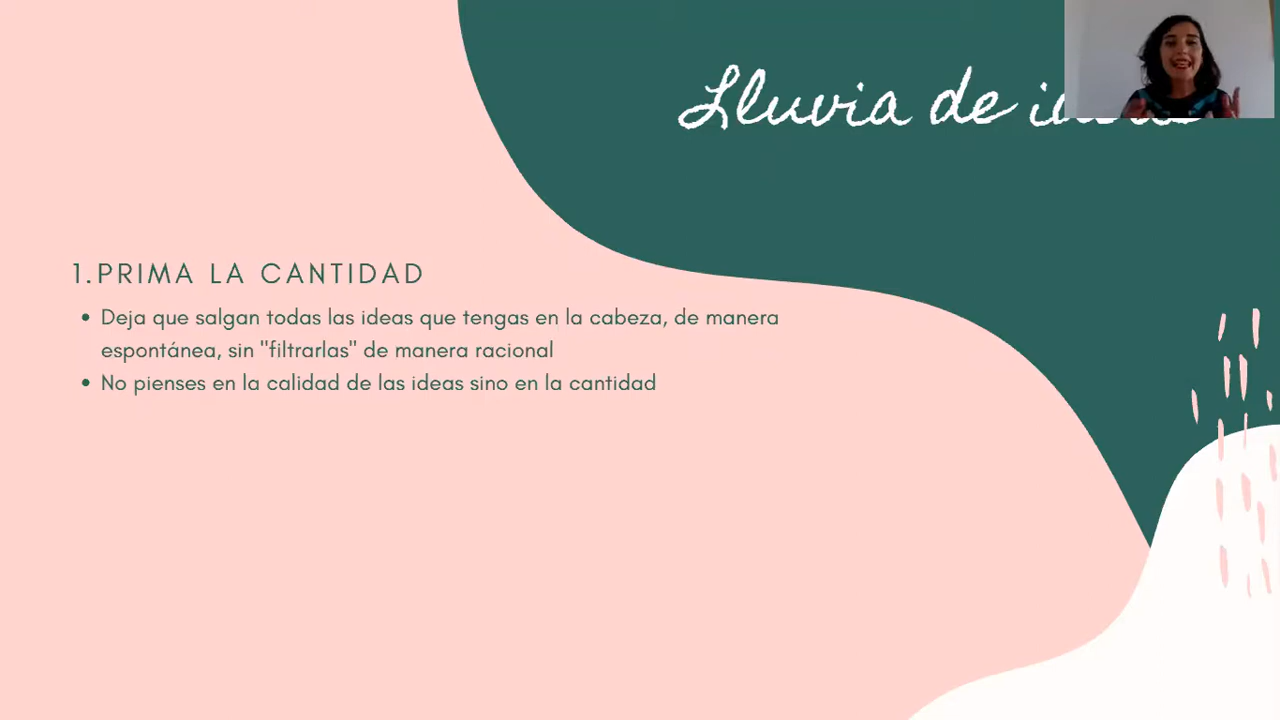 Lluvia de
1.PRIMA LA CANTIDAD
• Deja que salgan todas las ideas que tengas en la cabeza, de manera
espontánea, sin "filtrarlas" de manera racional
• No pienses en la calidad de las ideas sino en la cantidad